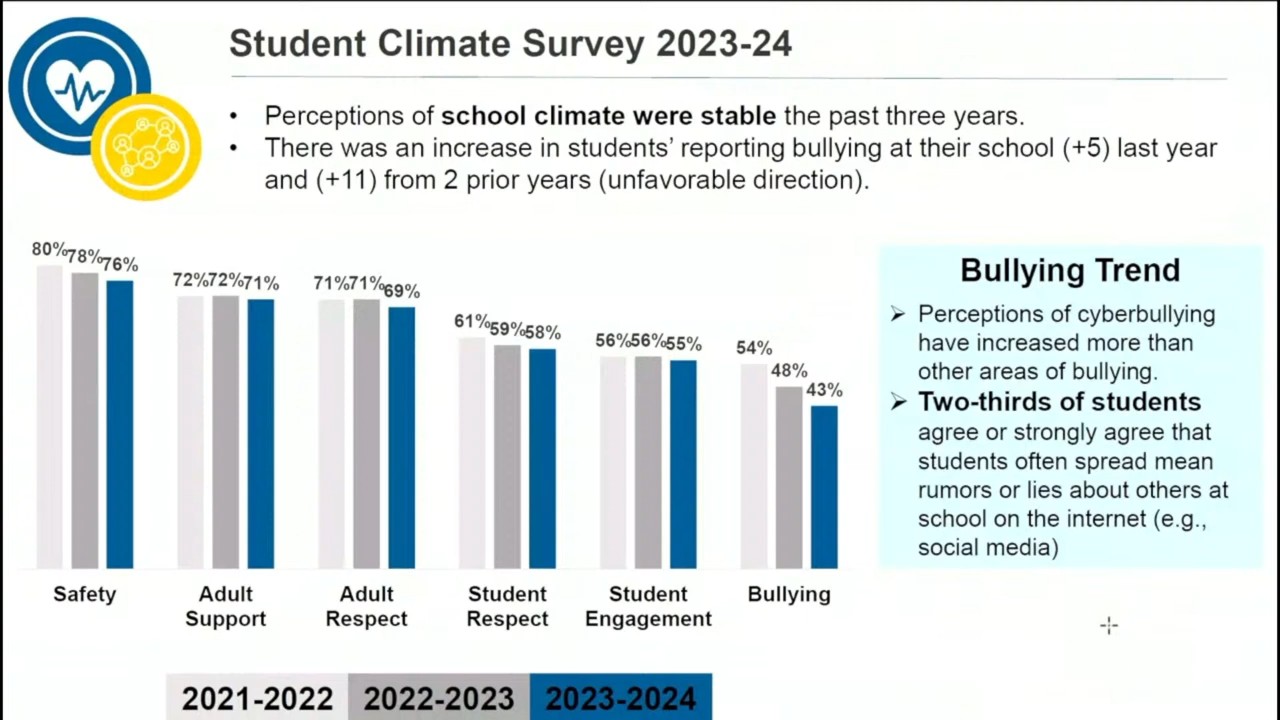 Student Climate Survey 2023-24
• Perceptions of school climate were stable the past three years.
• There was an increase in students' reporting bullying at their school (+5) last year
and (+11) from 2 prior years (unfavorable direction).
80% 78% 76%
72% 72% 71%
71% 71% 69%
61% 59% 58%
56% 56% 55%
54% 48% 43%
Safety
Adult
Support
Adult
Respect
Student
Respect
Student
Engagement
Bullying
2021-2022 2022-2023 2023-2024
Bullying Trend
➢ Perceptions of cyberbullying
have increased more than
other areas of bullying.
➢ Two-thirds of students
agree or strongly agree that
students often spread mean
rumors or lies about others at
school on the internet (e.g.,
social media)